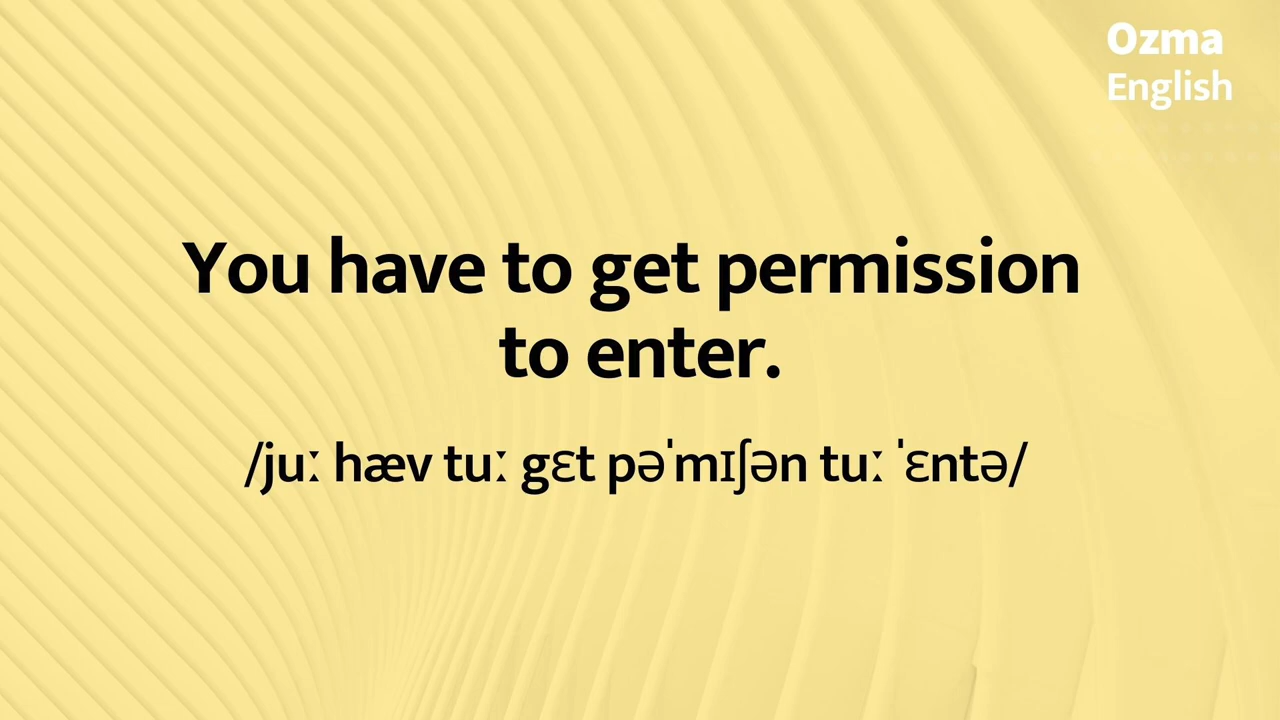 Ozma
English
You have to get permission
to enter.
/juː hæv tuː gɛt pəˈmɪʃən tuː ˈɛntə/